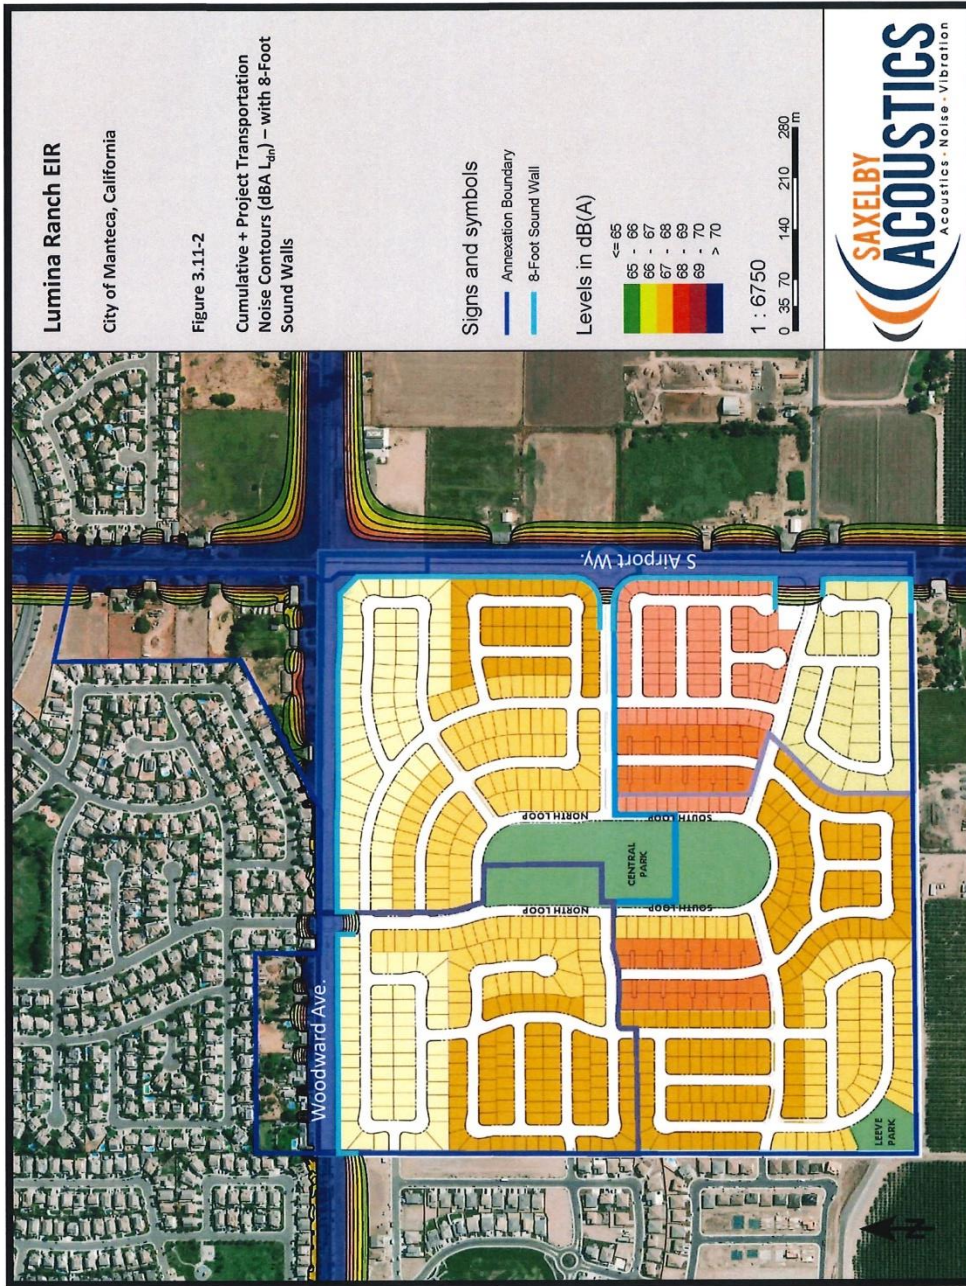 Lumina Ranch EIR
City of Manteca, California
Figure 3.11-2
Cumulative + Project Transportation
Noise Contours (dBA Ldn) – with 8-Foot
Sound Walls
Signs and symbols
Annexation Boundary
8-Foot Sound Wall
Levels in dB(A)
<= 65
65 - 66
66 - 67
67 - 68
68 - 69
69 - 70
> 70
1 : 6750
0 35 70 140 210 280
m
SAXELBY
ACOUSTICS
Acoustics • Noise • Vibration
Woodward Ave.
S Airport Wy.
NORTH LOOP
NORTH LOOP
CENTRAL
PARK
SOUTH LOOP
SOUTH LOOP
LEEVE
PARK
N